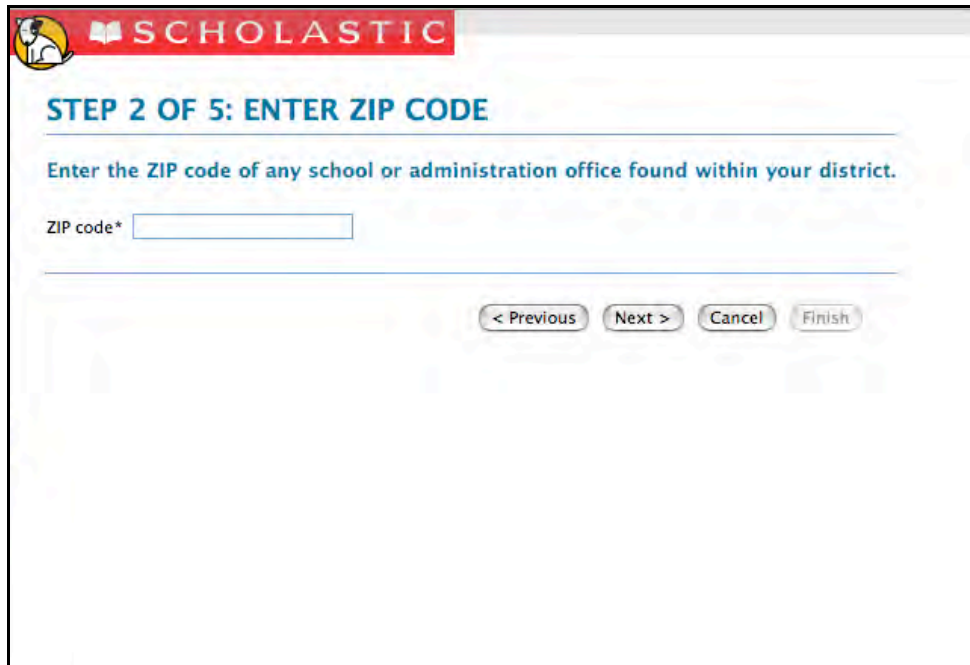 SCHOLASTIC
STEP 2 OF 5: ENTER ZIP CODE
Enter the ZIP code of any school or administration office found within your district.
ZIP code*
< Previous Next > Cancel Finish